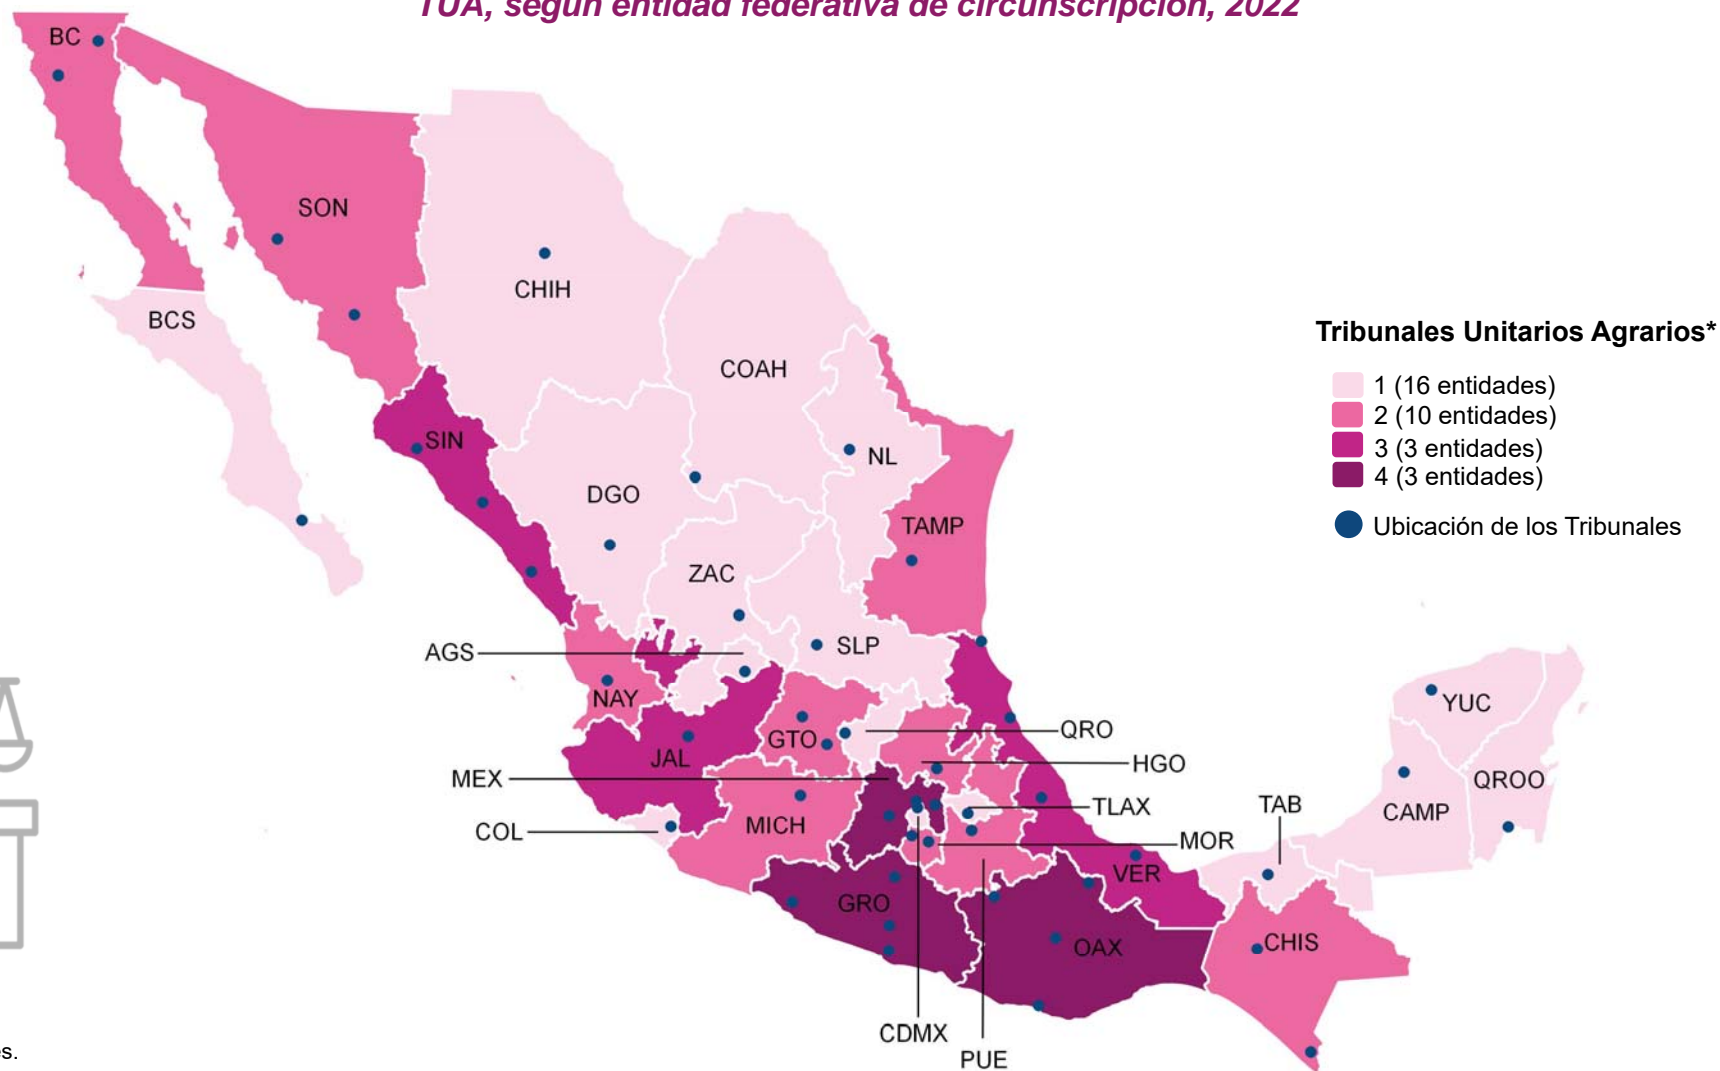 TUA, según entidad federativa de circunscripción, 2022
BC
SON
CHIH
BCS
COAH
Tribunales Unitarios Agrarios*
1 (16 entidades)
2 (10 entidades)
3 (3 entidades)
4 (3 entidades)
Ubicación de los Tribunales
SIN
NL
DGO
TAMP
ZAC
AGS
SLP
NAY
YUC
QRO
GTO
JAL
HGO
MEX
QROO
TLAX
TAB
CAMP
COL
MICH
MOR
VER
GRO
OAX
CHIS
CDMX
PUE
s.